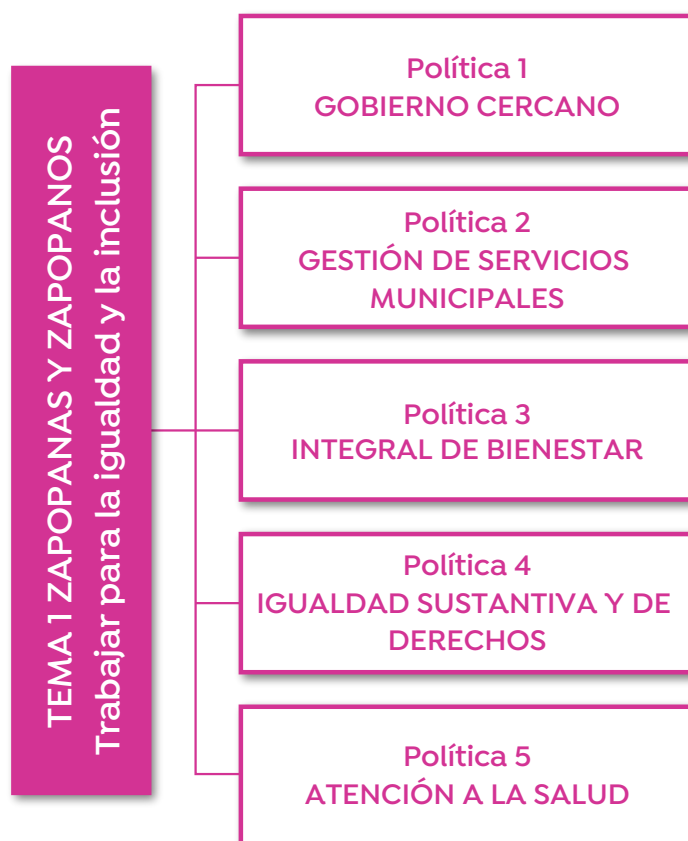 TEMA 1 ZAPOPANAS Y ZAPOPANOS
Trabajar para la igualdad y la inclusión
Política 1
GOBIERNO CERCANO
Política 2
GESTIÓN DE SERVICIOS
MUNICIPALES
Política 3
INTEGRAL DE BIENESTAR
Política 4
IGUALDAD SUSTANTIVA Y DE
DERECHOS
Política 5
ATENCIÓN A LA SALUD